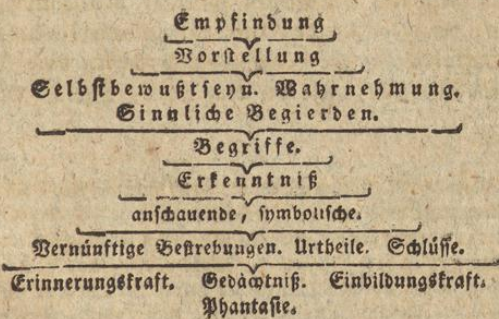 Empfindung
Vorstellung
Selbstbewußtseyn. Wahrnehmung.
Sinnliche Begierden.
Begriffe.
Erkenntniß
anschauende, symbolische.
Vernünftige Bestrebungen. Urtheile. Schlüsse.
Erinnerungskraft. Gedächtniß. Einbildungskraft.
Phantasie.